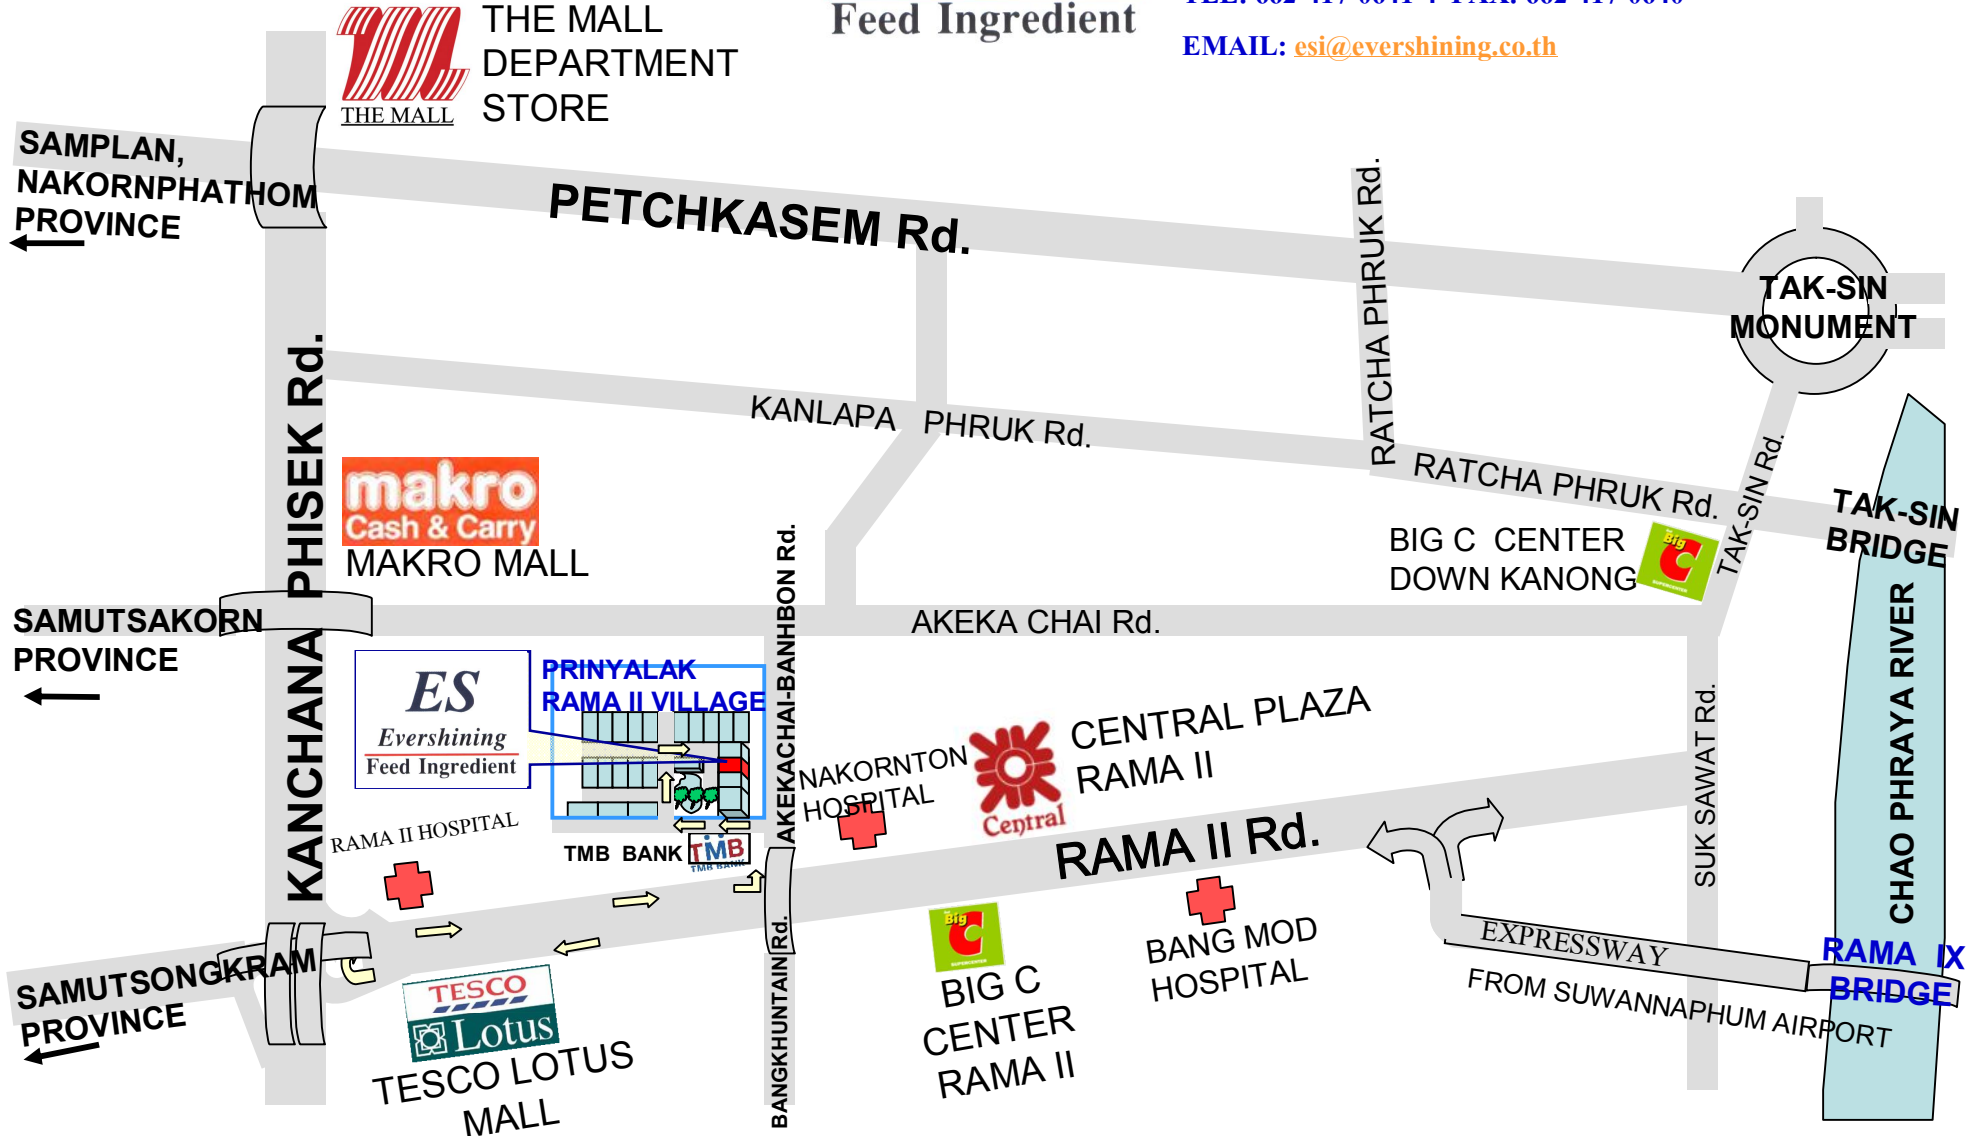 THE MALL
DEPARTMENT
STORE
THE MALL
Feed Ingredient
EMAIL: esi@evershining.co.th
SAMPLAN,
NAKORNPHATHOM
PROVINCE
PETCHKASEM Rd.
RATCHA PHRUK Rd.
TAK-SIN
MONUMENT
KANCHANA PHISEK Rd.
KANLAPA PHRUK Rd.
RATCHA PHRUK Rd.
TAK-SIN Rd.
TAK-SIN
BRIDGE
makro
Cash & Carry
MAKRO MALL
BIG C CENTER
DOWN KANONG
Big
C
SUPERCENTER
SAMUTSAKORN
PROVINCE
AKEKACHAI-BANHBON Rd.
AKEKA CHAI Rd.
CHAO PHRAYA RIVER
ES
Evershining
Feed Ingredient
PRINYALAK
RAMA II VILLAGE
NAKORNTON
HOSPITAL
Central
CENTRAL PLAZA
RAMA II
SUK SAWAT Rd.
RAMA II HOSPITAL
TMB BANK
TMB
TMB BANK
RAMA II Rd.
SAMUTSONGKRAM
PROVINCE
TESCO
Lotus
TESCO LOTUS
MALL
BANGKHUNTAIN Rd.
Big
C
SUPERCENTER
BIG C
CENTER
RAMA II
BANG MOD
HOSPITAL
EXPRESSWAY
FROM SUWANNAPHUM AIRPORT
RAMA IX
BRIDGE